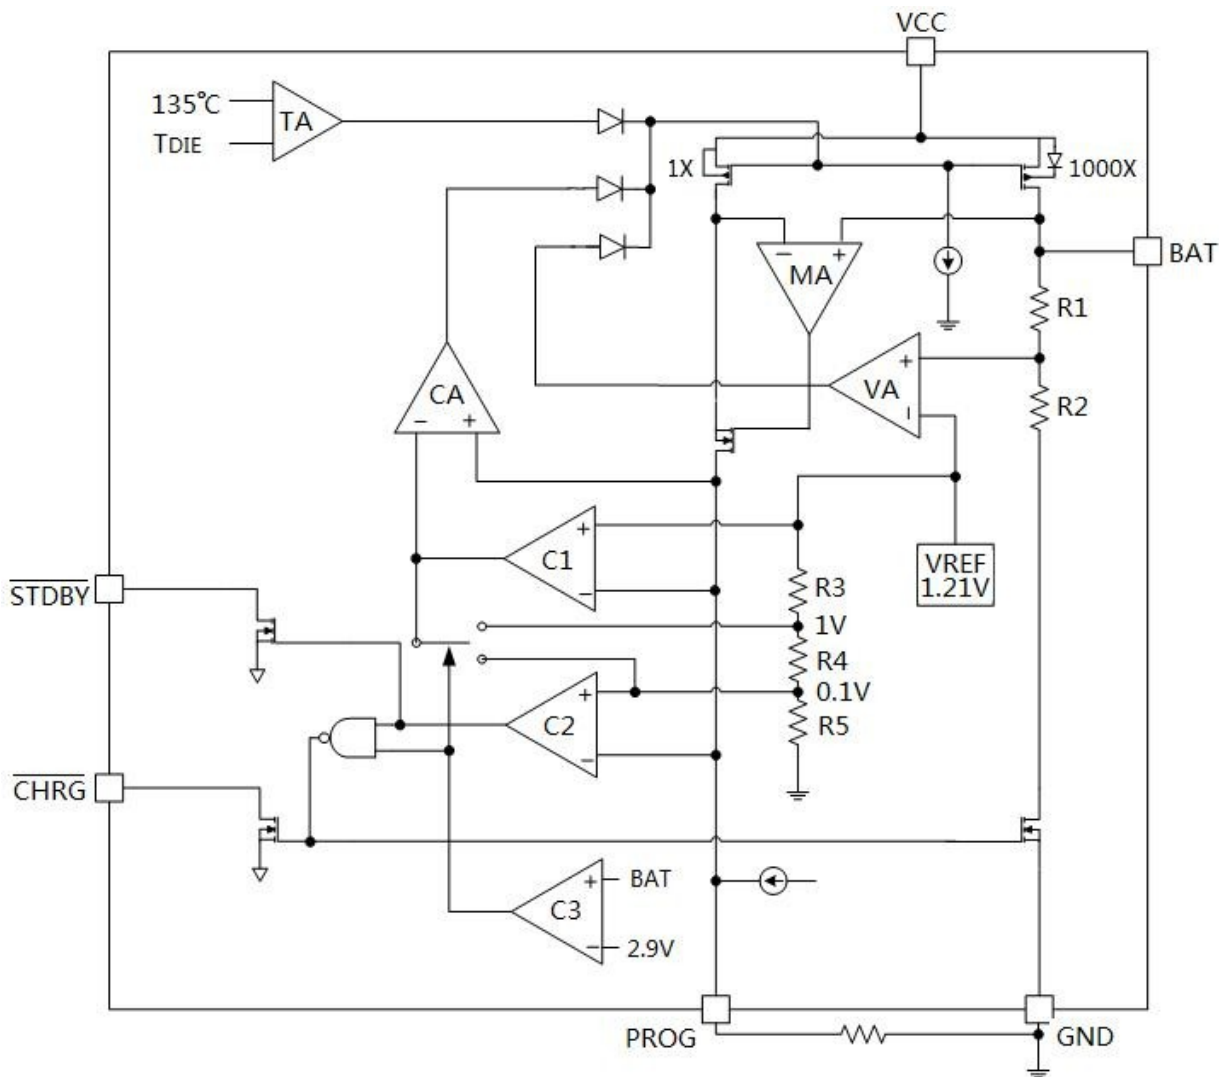 VCC
135℃
TA
TDIE
1X
1000X
− +
MA
BAT
R1
CA
− +
+
VA
−
R2
+
C1
−
VREF
1.21V
STDBY
R3
1V
R4
0.1V
+
C2
−
R5
CHRG
+
BAT
C3
−
2.9V
PROG
GND